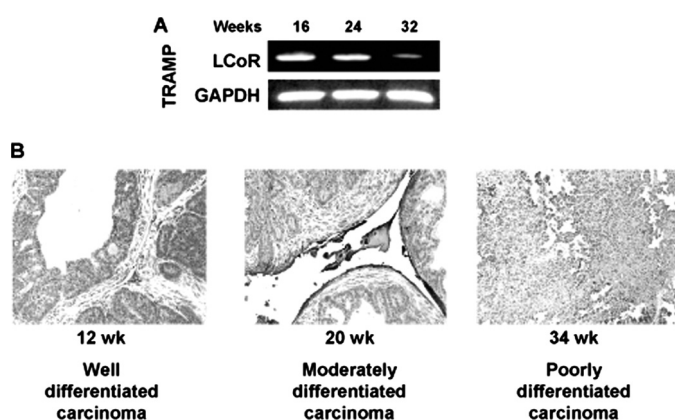 A
Weeks 16 24 32
TRAMP
LCoR
GAPDH
B
12 wk
20 wk
34 wk
Well
differentiated
carcinoma
Moderately
differentiated
carcinoma
Poorly
differentiated
carcinoma